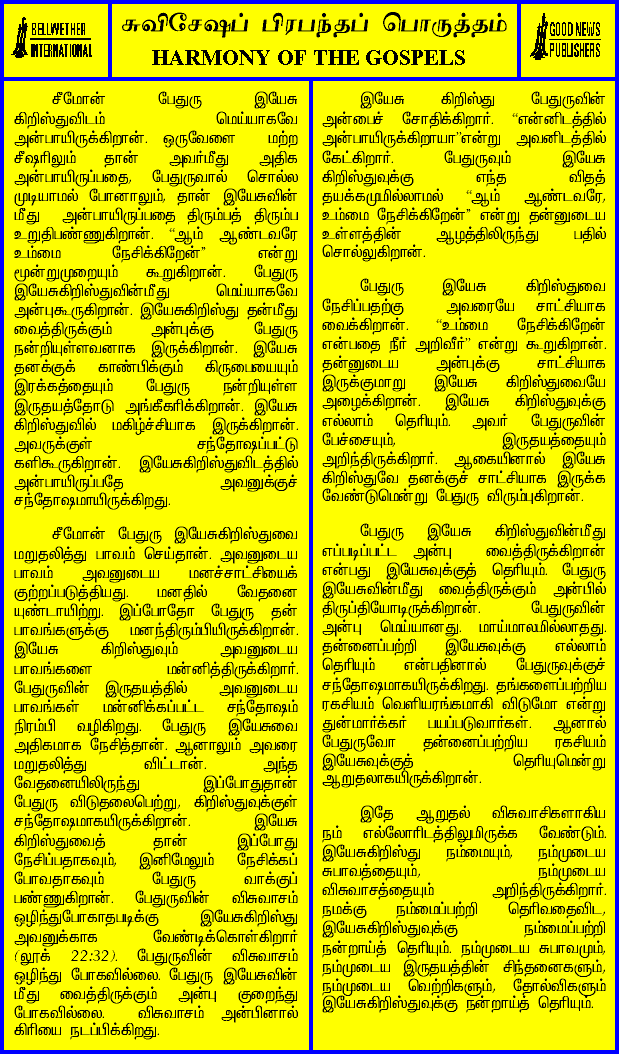 BELLWETHER
INTERNATIONAL
சுவிசேஷப் பிரபந்தப் பொருத்தம்
HARMONY OF THE GOSPELS
GOOD NEWS
PUBLISHERS
சீமோன் பேதுரு இயேசு
கிறிஸ்துவிடம் மெய்யாகவே
அன்பாயிருக்கிறான். ஒருவேளை மற்ற
சீஷரிலும் தான் அவர்மீது அதிக
அன்பாயிருப்பதை, பேதுருவால் சொல்ல
முடியாமல் போனாலும், தான் இயேசுவின்
மீது அன்பாயிருப்பதை திரும்பத் திரும்ப
உறுதிபண்ணுகிறான். “ஆம் ஆண்டவரே
உம்மை நேசிக்கிறேன்” என்று
மூன்றுமுறையும் கூறுகிறான். பேதுரு
இயேசுகிறிஸ்துவின்மீது மெய்யாகவே
அன்புகூருகிறான். இயேசுகிறிஸ்து தன்மீது
வைத்திருக்கும் அன்புக்கு பேதுரு
நன்றியுள்ளவனாக இருக்கிறான். இயேசு
தனக்குக் காண்பிக்கும் கிருபையையும்
இரக்கத்தையும் பேதுரு நன்றியுள்ள
இருதயத்தோடு அங்கீகரிக்கிறான். இயேசு
கிறிஸ்துவில் மகிழ்ச்சியாக இருக்கிறான்.
அவருக்குள் சந்தோஷப்பட்டு
களிகூருகிறான். இயேசுகிறிஸ்துவிடத்தில்
அன்பாயிருப்பதே அவனுக்குச்
சந்தோஷமாயிருக்கிறது.
சீமோன் பேதுரு இயேசுகிறிஸ்துவை
மறுதலித்து பாவம் செய்தான். அவனுடைய
பாவம் அவனுடைய மனச்சாட்சியைக்
குற்றப்படுத்தியது. மனதில் வேதனை
யுண்டாயிற்று. இப்போதோ பேதுரு தன்
பாவங்களுக்கு மனந்திரும்பியிருக்கிறான்.
இயேசு கிறிஸ்துவும் அவனுடைய
பாவங்களை மன்னித்திருக்கிறார்.
பேதுருவின் இருதயத்தில் அவனுடைய
பாவங்கள் மன்னிக்கப்பட்ட சந்தோஷம்
நிரம்பி வழிகிறது. பேதுரு இயேசுவை
அதிகமாக நேசித்தான். ஆனாலும் அவரை
மறுதலித்து விட்டான். அந்த
வேதனையிலிருந்து இப்போதுதான்
பேதுரு விடுதலைபெற்று, கிறிஸ்துவுக்குள்
சந்தோஷமாகயிருக்கிறான். இயேசு
கிறிஸ்துவைத் தான் இப்போது
நேசிப்பதாகவும், இனிமேலும் நேசிக்கப்
போவதாகவும் பேதுரு வாக்குப்
பண்ணுகிறான். பேதுருவின் விசுவாசம்
ஒழிந்துபோகாதபடிக்கு இயேசுகிறிஸ்து
அவனுக்காக வேண்டிக்கொள்கிறார்
(லூக் 22:32). பேதுருவின் விசுவாசம்
ஒழிந்து போகவில்லை. பேதுரு இயேசுவின்
மீது வைத்திருக்கும் அன்பு குறைந்து
போகவில்லை. விசுவாசம் அன்பினால்
கிரியை நடப்பிக்கிறது.
இயேசு கிறிஸ்து பேதுருவின்
அன்பைச் சோதிக்கிறார். “என்னிடத்தில்
அன்பாயிருக்கிறாயா”என்று அவனிடத்தில்
கேட்கிறார். பேதுருவும் இயேசு
கிறிஸ்துவுக்கு எந்த விதத்
தயக்கமுமில்லாமல் “ஆம் ஆண்டவரே,
உம்மை நேசிக்கிறேன்” என்று தன்னுடைய
உள்ளத்தின் ஆழத்திலிருந்து பதில்
சொல்லுகிறான்.
பேதுரு இயேசு கிறிஸ்துவை
நேசிப்பதற்கு அவரையே சாட்சியாக
வைக்கிறான். “உம்மை நேசிக்கிறேன்
என்பதை நீர் அறிவீர்” என்று கூறுகிறான்.
தன்னுடைய அன்புக்கு சாட்சியாக
இருக்குமாறு இயேசு கிறிஸ்துவையே
அழைக்கிறான். இயேசு கிறிஸ்துவுக்கு
எல்லாம் தெரியும். அவர் பேதுருவின்
பேச்சையும், இருதயத்தையும்
அறிந்திருக்கிறார். ஆகையினால் இயேசு
கிறிஸ்துவே தனக்குச் சாட்சியாக இருக்க
வேண்டுமென்று பேதுரு விரும்புகிறான்.
பேதுரு இயேசு கிறிஸ்துவின்மீது
எப்படிப்பட்ட அன்பு வைத்திருக்கிறான்
என்பது இயேசுவுக்குத் தெரியும். பேதுரு
இயேசுவின்மீது வைத்திருக்கும் அன்பில்
திருப்தியோடிருக்கிறான். பேதுருவின்
அன்பு மெய்யானது. மாய்மாலமில்லாதது.
தன்னைப்பற்றி இயேசுவுக்கு எல்லாம்
தெரியும் என்பதினால் பேதுருவுக்குச்
சந்தோஷமாகயிருக்கிறது. தங்களைப்பற்றிய
ரகசியம் வெளியரங்கமாகி விடுமோ என்று
துன்மார்க்கர் பயப்படுவார்கள். ஆனால்
பேதுருவோ தன்னைப்பற்றிய ரகசியம்
இயேசுவுக்குத் தெரியுமென்று
ஆறுதலாகயிருக்கிறான்.
இதே ஆறுதல் விசுவாசிகளாகிய
நம் எல்லோரிடத்திலுமிருக்க வேண்டும்.
இயேசுகிறிஸ்து நம்மையும், நம்முடைய
சுபாவத்தையும், நம்முடைய
விசுவாசத்தையும் அறிந்திருக்கிறார்.
நமக்கு நம்மைப்பற்றி தெரிவதைவிட,
இயேசுகிறிஸ்துவுக்கு நம்மைப்பற்றி
நன்றாய்த் தெரியும். நம்முடைய சுபாவமும்,
நம்முடைய இருதயத்தின் சிந்தனைகளும்,
நம்முடைய வெற்றிகளும், தோல்விகளும்
இயேசுகிறிஸ்துவுக்கு நன்றாய்த் தெரியும்.